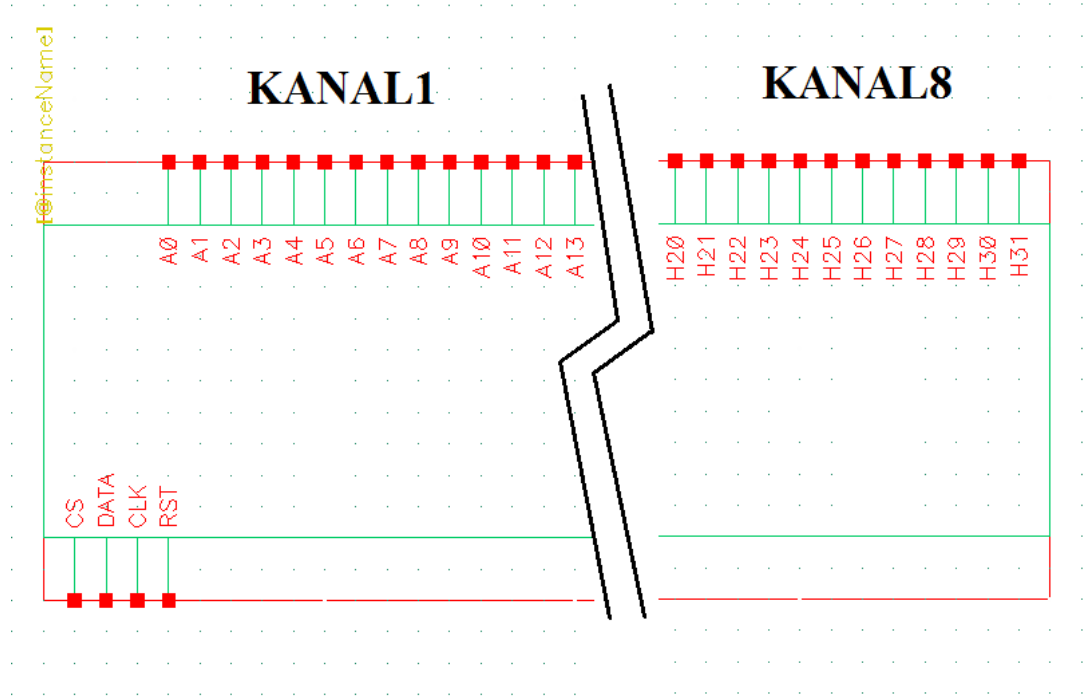 [@instanceName]
KANAL1
KANAL8
A0 A1 A2 A3 A4 A5 A6 A7 A8 A9 A10 A11 A12 A13
H20 H21 H22 H23 H24 H25 H26 H27 H28 H29 H30 H31
CS DATA CLK RST